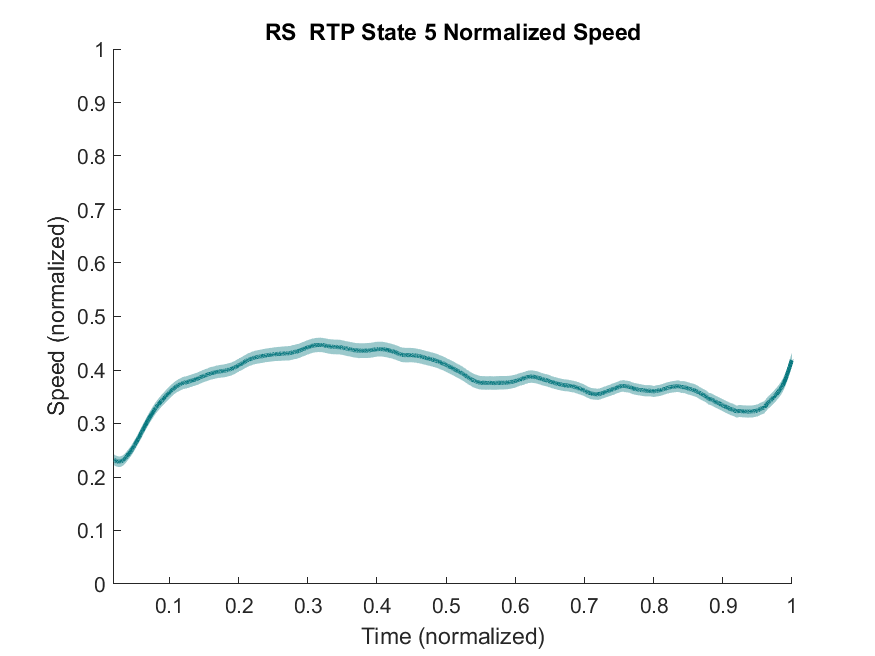 RS  RTP State 5 Normalized Speed
1
0.9
0.8
0.7
0.6
0.5
0.4
0.3
0.2
0.1
0
Speed (normalized)
0.1 0.2 0.3 0.4 0.5 0.6 0.7 0.8 0.9 1
Time (normalized)